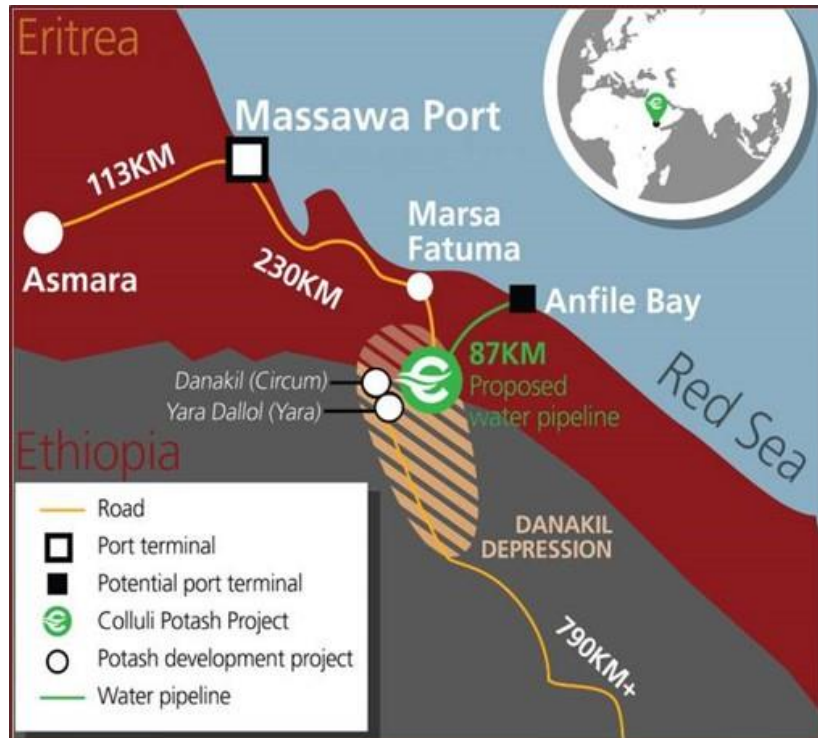 Eritrea
Massawa Port
113KM
Asmara
230KM
Marsa
Fatuma
Anfile Bay
87KM
Proposed
water pipeline
Danakil (Circum)
Yara Dallol (Yara)
Red Sea
Ethiopia
DANAKIL
DEPRESSION
790KM+
Road
Port terminal
Potential port terminal
Colluli Potash Project
Potash development project
Water pipeline